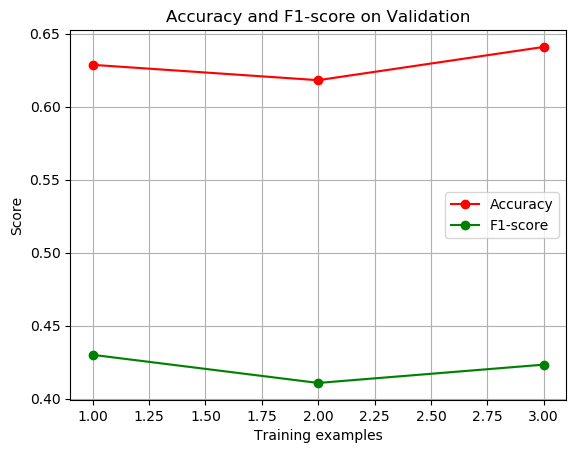 Accuracy and F1-score on Validation
0.65
0.60
0.55
0.50
0.45
0.40
Score
Accuracy
F1-score
1.00 1.25 1.50 1.75 2.00 2.25 2.50 2.75 3.00
Training examples